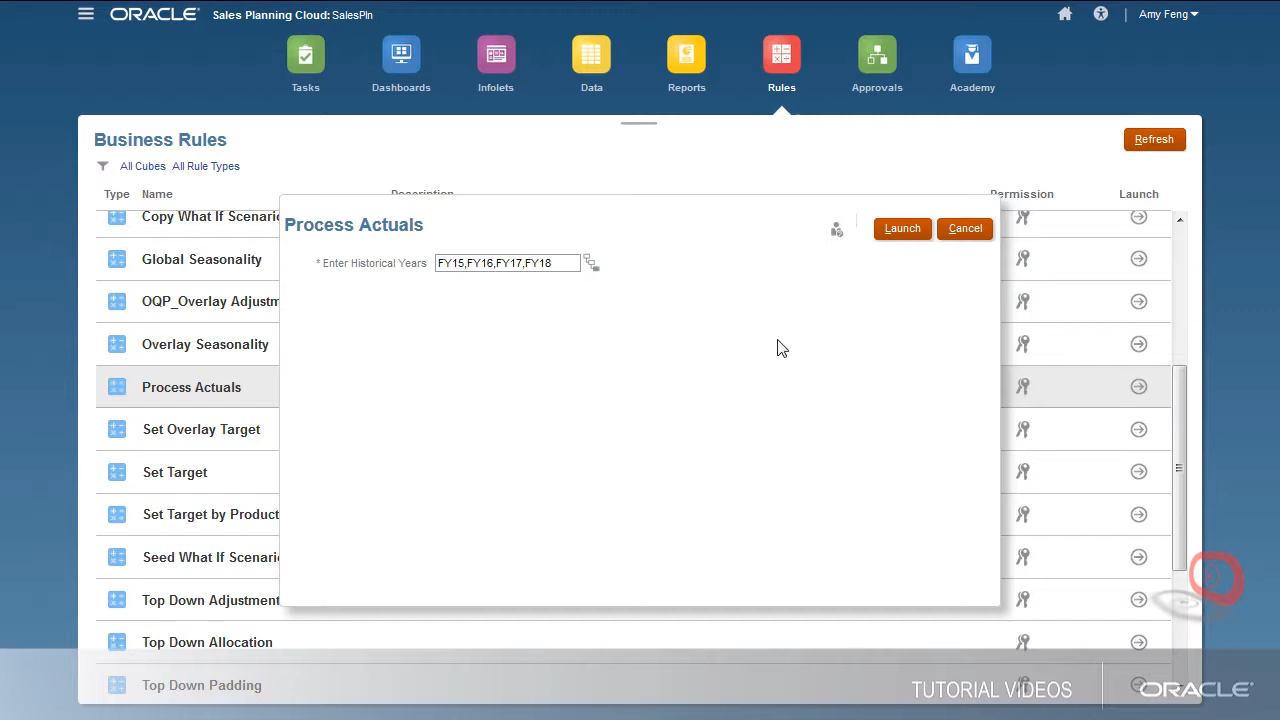 ORACLE Sales Planning Cloud: SalesPln
Amy Feng
Tasks Dashboards Infolets Data Reports Rules Approvals Academy
Business Rules
Refresh
All Cubes All Rule Types
Type Name Description Permission Launch
Copy What If Scenari
Global Seasonality
OQP_Overlay Adjustm
Overlay Seasonality
Process Actuals
Set Overlay Target
Set Target
Set Target by Product
Seed What If Scenari
Top Down Adjustment
Top Down Allocation
Top Down Padding
Process Actuals
Launch Cancel
* Enter Historical Years FY15,FY16,FY17,FY18
TUTORIAL VIDEOS ORACLE